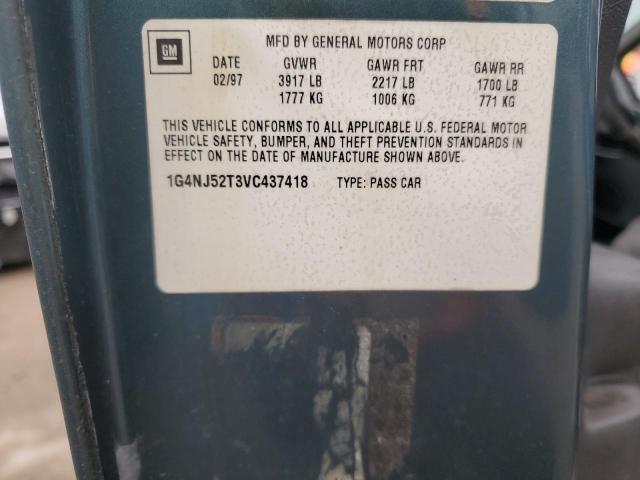 GM
MFD BY GENERAL MOTORS CORP
DATE GVWR GAWR FRT GAWR RR
02/97 3917 LB 2217 LB 1700 LB
1777 KG 1006 KG 771 KG
THIS VEHICLE CONFORMS TO ALL APPLICABLE U.S. FEDERAL MOTOR
VEHICLE SAFETY, BUMPER, AND THEFT PREVENTION STANDARDS IN
EFFECT ON THE DATE OF MANUFACTURE SHOWN ABOVE.
1G4NJ52T3VC437418 TYPE: PASS CAR